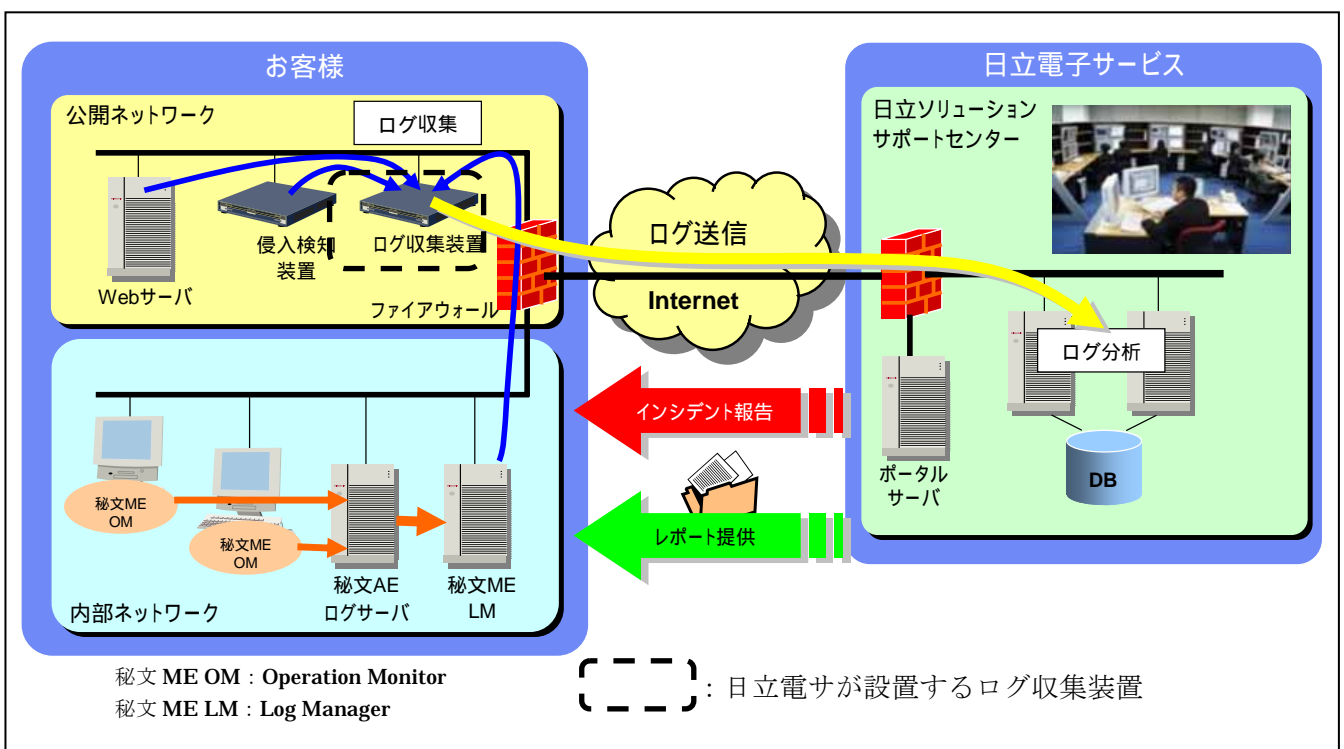 お客様
公開ネットワーク
ログ収集
Webサーバ
侵入検知
装置
ログ収集装置
ファイアウォール
内部ネットワーク
秘文ME
OM
秘文ME
OM
秘文AE
ログサーバ
秘文ME
LM
ログ送信
Internet
インシデント報告
レポート提供
日立電子サービス
日立ソリューション
サポートセンター
ログ分析
ポータル
サーバ
DB
秘文 ME OM：Operation Monitor
秘文 ME LM：Log Manager
：日立電サが設置するログ収集装置